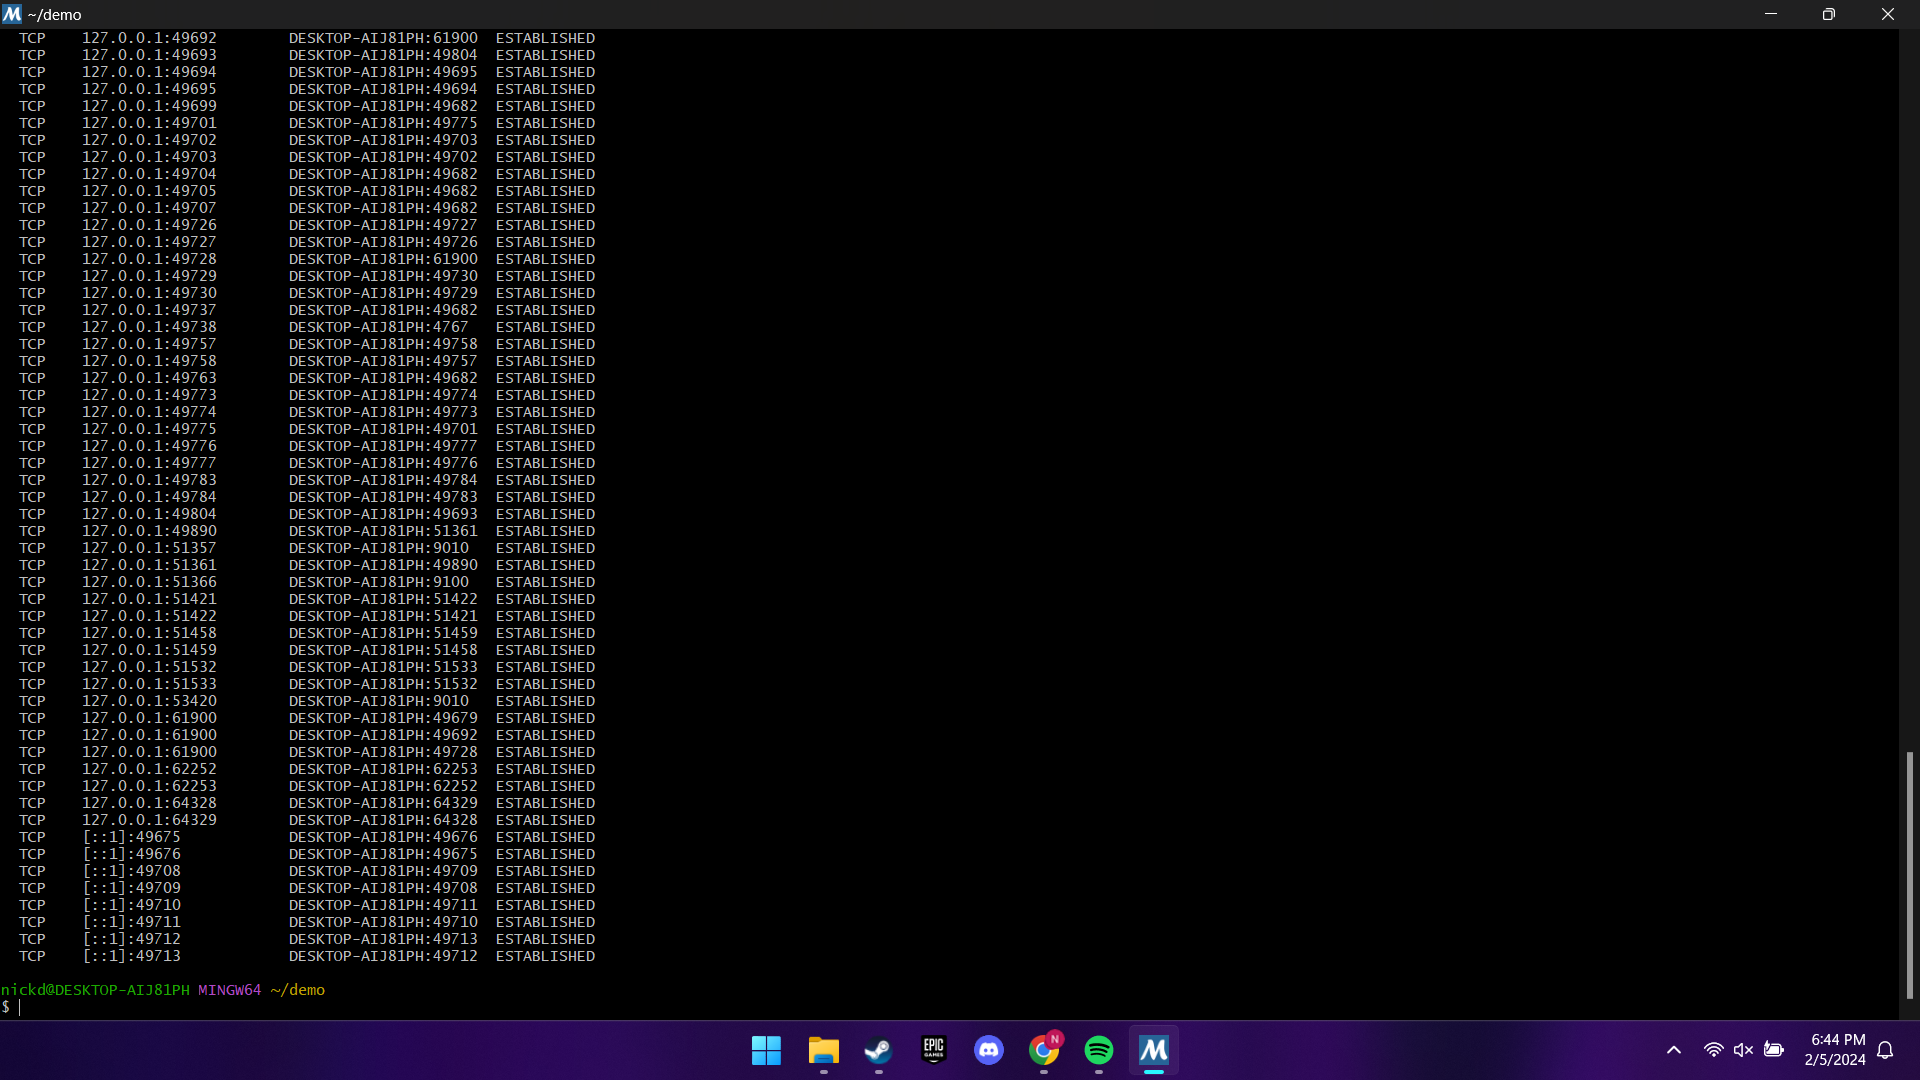 ~/demo
TCP 127.0.0.1:49692 DESKTOP-AIJ81PH:61900 ESTABLISHED
TCP 127.0.0.1:49693 DESKTOP-AIJ81PH:49804 ESTABLISHED
TCP 127.0.0.1:49694 DESKTOP-AIJ81PH:49695 ESTABLISHED
TCP 127.0.0.1:49695 DESKTOP-AIJ81PH:49694 ESTABLISHED
TCP 127.0.0.1:49699 DESKTOP-AIJ81PH:49682 ESTABLISHED
TCP 127.0.0.1:49701 DESKTOP-AIJ81PH:49775 ESTABLISHED
TCP 127.0.0.1:49702 DESKTOP-AIJ81PH:49703 ESTABLISHED
TCP 127.0.0.1:49703 DESKTOP-AIJ81PH:49702 ESTABLISHED
TCP 127.0.0.1:49704 DESKTOP-AIJ81PH:49682 ESTABLISHED
TCP 127.0.0.1:49705 DESKTOP-AIJ81PH:49682 ESTABLISHED
TCP 127.0.0.1:49707 DESKTOP-AIJ81PH:49682 ESTABLISHED
TCP 127.0.0.1:49726 DESKTOP-AIJ81PH:49727 ESTABLISHED
TCP 127.0.0.1:49727 DESKTOP-AIJ81PH:49726 ESTABLISHED
TCP 127.0.0.1:49728 DESKTOP-AIJ81PH:61900 ESTABLISHED
TCP 127.0.0.1:49729 DESKTOP-AIJ81PH:49730 ESTABLISHED
TCP 127.0.0.1:49730 DESKTOP-AIJ81PH:49729 ESTABLISHED
TCP 127.0.0.1:49737 DESKTOP-AIJ81PH:49682 ESTABLISHED
TCP 127.0.0.1:49738 DESKTOP-AIJ81PH:4767 ESTABLISHED
TCP 127.0.0.1:49757 DESKTOP-AIJ81PH:49758 ESTABLISHED
TCP 127.0.0.1:49758 DESKTOP-AIJ81PH:49757 ESTABLISHED
TCP 127.0.0.1:49763 DESKTOP-AIJ81PH:49682 ESTABLISHED
TCP 127.0.0.1:49773 DESKTOP-AIJ81PH:49774 ESTABLISHED
TCP 127.0.0.1:49774 DESKTOP-AIJ81PH:49773 ESTABLISHED
TCP 127.0.0.1:49775 DESKTOP-AIJ81PH:49701 ESTABLISHED
TCP 127.0.0.1:49776 DESKTOP-AIJ81PH:49777 ESTABLISHED
TCP 127.0.0.1:49777 DESKTOP-AIJ81PH:49776 ESTABLISHED
TCP 127.0.0.1:49783 DESKTOP-AIJ81PH:49784 ESTABLISHED
TCP 127.0.0.1:49784 DESKTOP-AIJ81PH:49783 ESTABLISHED
TCP 127.0.0.1:49804 DESKTOP-AIJ81PH:49693 ESTABLISHED
TCP 127.0.0.1:49890 DESKTOP-AIJ81PH:51361 ESTABLISHED
TCP 127.0.0.1:51357 DESKTOP-AIJ81PH:9010 ESTABLISHED
TCP 127.0.0.1:51361 DESKTOP-AIJ81PH:49890 ESTABLISHED
TCP 127.0.0.1:51366 DESKTOP-AIJ81PH:9100 ESTABLISHED
TCP 127.0.0.1:51421 DESKTOP-AIJ81PH:51422 ESTABLISHED
TCP 127.0.0.1:51422 DESKTOP-AIJ81PH:51421 ESTABLISHED
TCP 127.0.0.1:51458 DESKTOP-AIJ81PH:51459 ESTABLISHED
TCP 127.0.0.1:51459 DESKTOP-AIJ81PH:51458 ESTABLISHED
TCP 127.0.0.1:51532 DESKTOP-AIJ81PH:51533 ESTABLISHED
TCP 127.0.0.1:51533 DESKTOP-AIJ81PH:51532 ESTABLISHED
TCP 127.0.0.1:53420 DESKTOP-AIJ81PH:9010 ESTABLISHED
TCP 127.0.0.1:61900 DESKTOP-AIJ81PH:49679 ESTABLISHED
TCP 127.0.0.1:61900 DESKTOP-AIJ81PH:49692 ESTABLISHED
TCP 127.0.0.1:61900 DESKTOP-AIJ81PH:49728 ESTABLISHED
TCP 127.0.0.1:62252 DESKTOP-AIJ81PH:62253 ESTABLISHED
TCP 127.0.0.1:62253 DESKTOP-AIJ81PH:62252 ESTABLISHED
TCP 127.0.0.1:64328 DESKTOP-AIJ81PH:64329 ESTABLISHED
TCP 127.0.0.1:64329 DESKTOP-AIJ81PH:64328 ESTABLISHED
TCP [::1]:49675 DESKTOP-AIJ81PH:49676 ESTABLISHED
TCP [::1]:49676 DESKTOP-AIJ81PH:49675 ESTABLISHED
TCP [::1]:49708 DESKTOP-AIJ81PH:49709 ESTABLISHED
TCP [::1]:49709 DESKTOP-AIJ81PH:49708 ESTABLISHED
TCP [::1]:49710 DESKTOP-AIJ81PH:49711 ESTABLISHED
TCP [::1]:49711 DESKTOP-AIJ81PH:49710 ESTABLISHED
TCP [::1]:49712 DESKTOP-AIJ81PH:49713 ESTABLISHED
TCP [::1]:49713 DESKTOP-AIJ81PH:49712 ESTABLISHED
nickd@DESKTOP-AIJ81PH MINGW64 ~/demo
$
EPIC
GAMES
N
M
6:44 PM
2/5/2024